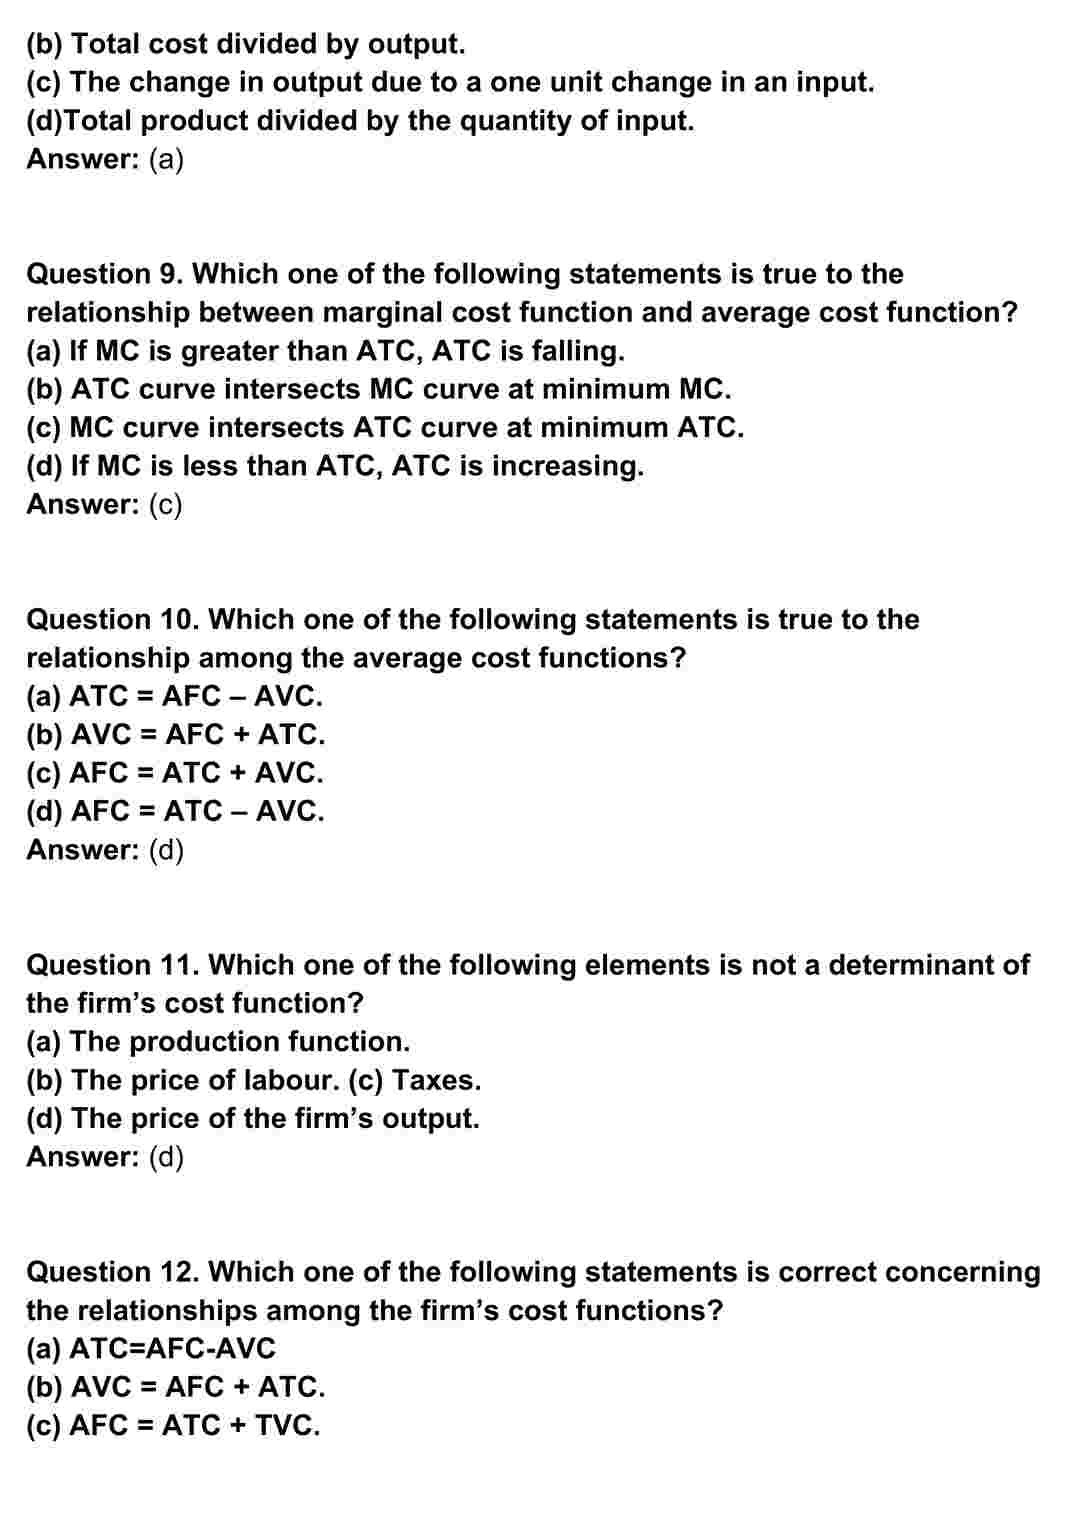 (b) Total cost divided by output.
(c) The change in output due to a one unit change in an input.
(d)Total product divided by the quantity of input.
Answer: (a)
Question 9. Which one of the following statements is true to the
relationship between marginal cost function and average cost function?
(a) If MC is greater than ATC, ATC is falling.
(b) ATC curve intersects MC curve at minimum MC.
(c) MC curve intersects ATC curve at minimum ATC.
(d) If MC is less than ATC, ATC is increasing.
Answer: (c)
Question 10. Which one of the following statements is true to the
relationship among the average cost functions?
(a) ATC = AFC – AVC.
(b) AVC = AFC + ATC.
(c) AFC = ATC + AVC.
(d) AFC = ATC – AVC.
Answer: (d)
Question 11. Which one of the following elements is not a determinant of
the firm’s cost function?
(a) The production function.
(b) The price of labour. (c) Taxes.
(d) The price of the firm’s output.
Answer: (d)
Question 12. Which one of the following statements is correct concerning
the relationships among the firm’s cost functions?
(a) ATC=AFC-AVC
(b) AVC = AFC + ATC.
(c) AFC = ATC + TVC.